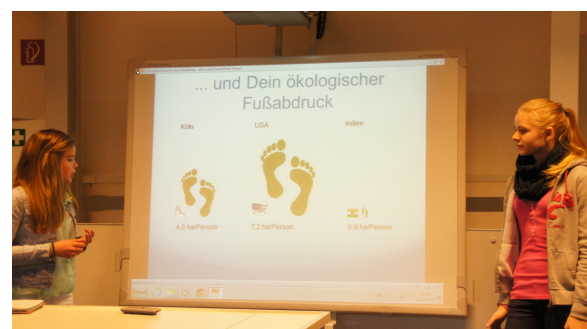 ... und Dein ökologischer
Fußabdruck
Köln USA Indien
4,6 ha/Person 7,2 ha/Person 0,9 ha/Person